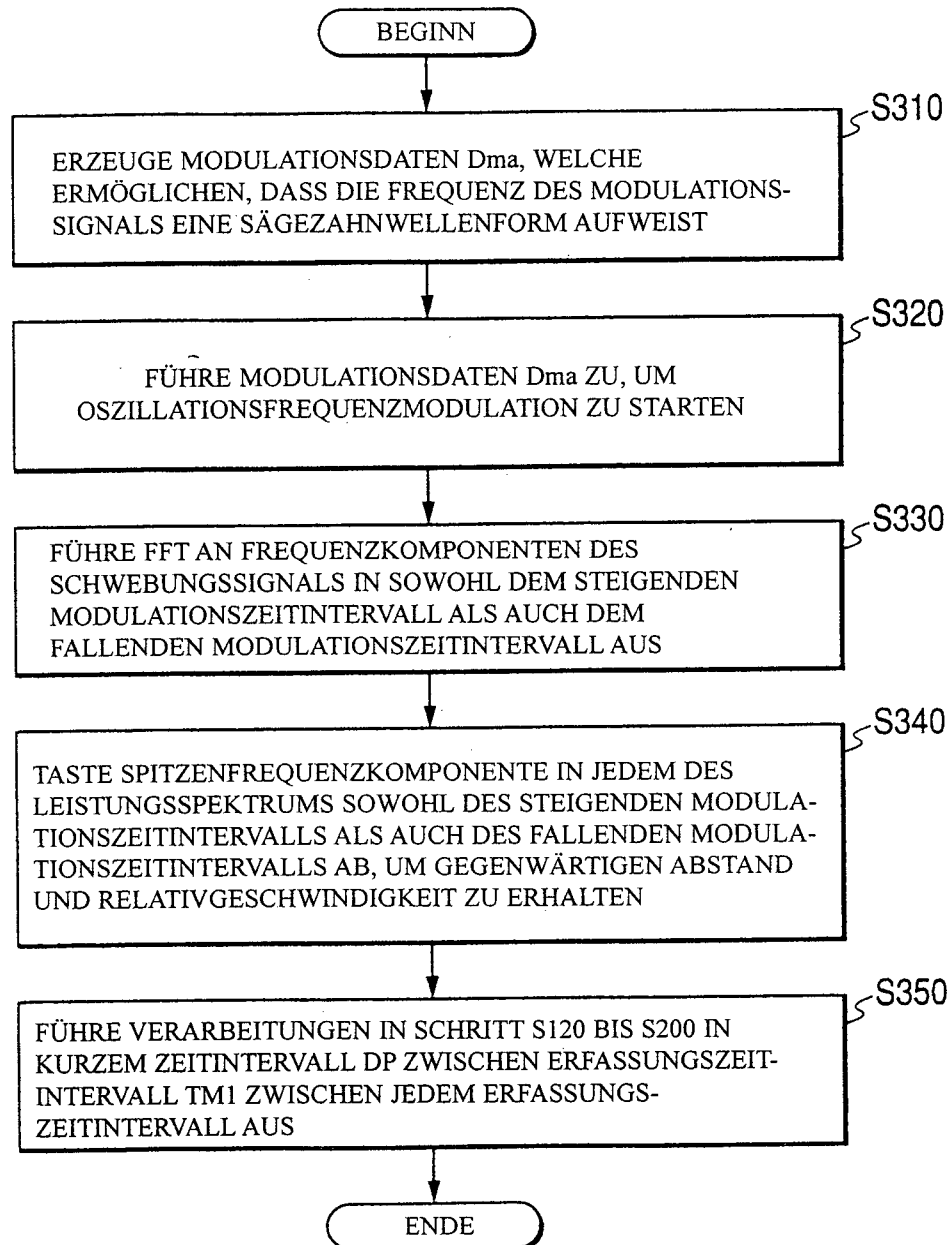 BEGINN
S310
ERZEUGE MODULATIONSDATEN Dma, WELCHE
ERMÖGLICHEN, DASS DIE FREQUENZ DES MODULATIONS-
SIGNALS EINE SÄGEZAHNWELLENFORM AUFWEIST
S320
FÜHRE MODULATIONSDATEN Dma ZU, UM
OSZILLATIONSFREQUENZMODULATION ZU STARTEN
S330
FÜHRE FFT AN FREQUENZKOMPONENTEN DES
SCHWEBUNGSSIGNALS IN SOWOHL DEM STEIGENDEN
MODULATIONSZEITINTERVALL ALS AUCH DEM
FALLENDEN MODULATIONSZEITINTERVALL AUS
S340
TASTE SPITZENFREQUENZKOMPONENTE IN JEDEM DES
LEISTUNGSSPEKTRUMS SOWOHL DES STEIGENDEN MODULA-
TIONSZEITINTERVALLS ALS AUCH DES FALLENDEN MODULA-
TIONSZEITINTERVALLS AB, UM GEGENWÄRTIGEN ABSTAND
UND RELATIVGESCHWINDIGKEIT ZU ERHALTEN
S350
FÜHRE VERARBEITUNGEN IN SCHRITT S120 BIS S200 IN
KURZEM ZEITINTERVALL DP ZWISCHEN ERFASSUNGSZEIT-
INTERVALL TM1 ZWISCHEN JEDEM ERFASSUNGS-
ZEITINTERVALL AUS
ENDE